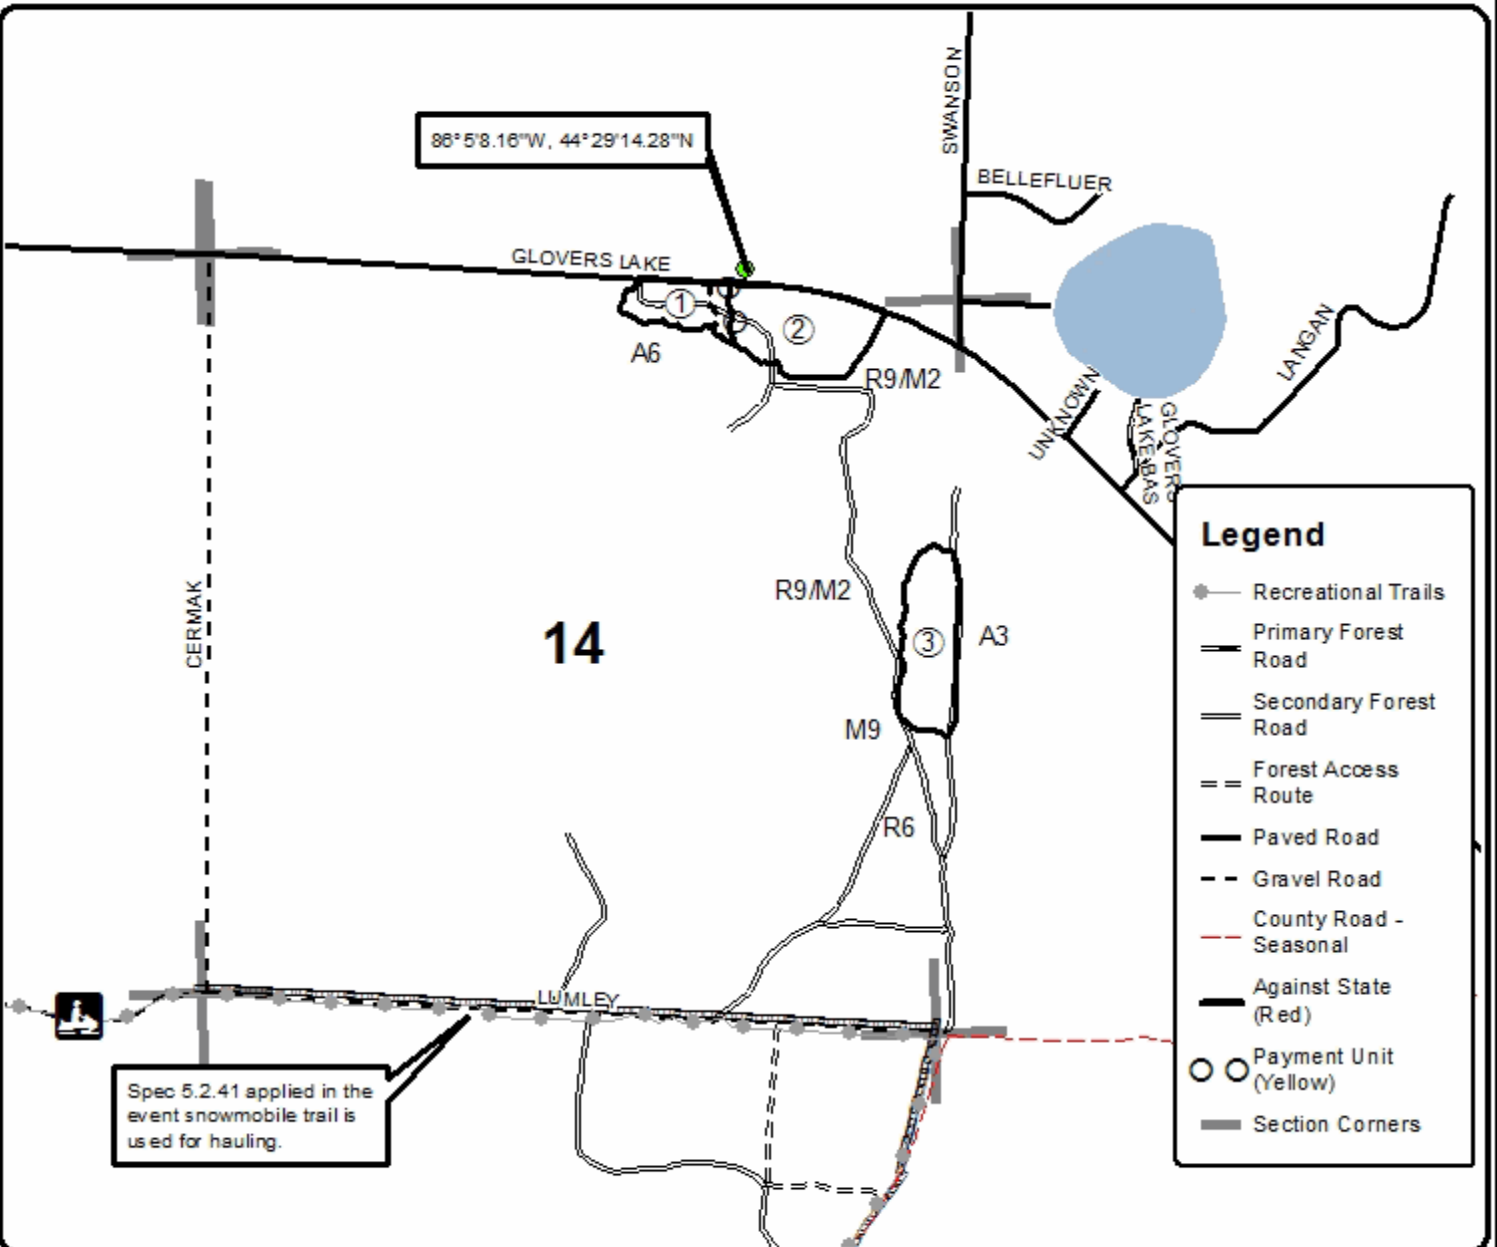 SWANSON
86°5'8.16"W, 44°29'14.28"N
BELLEFLUER
GLOVERS LAKE
1
2
A6
R9/M2
LANGAN
UNKNOWN
GLOVERS
LAKE BAS
CERMAK
R9/M2
14
3
A3
M9
R6
LUMLEY
Spec 5.2.41 applied in the
event snowmobile trail is
used for hauling.
Legend
Recreational Trails
Primary Forest
Road
Secondary Forest
Road
Forest Access
Route
Paved Road
Gravel Road
County Road -
Seasonal
Against State
(Red)
Payment Unit
(Yellow)
Section Corners